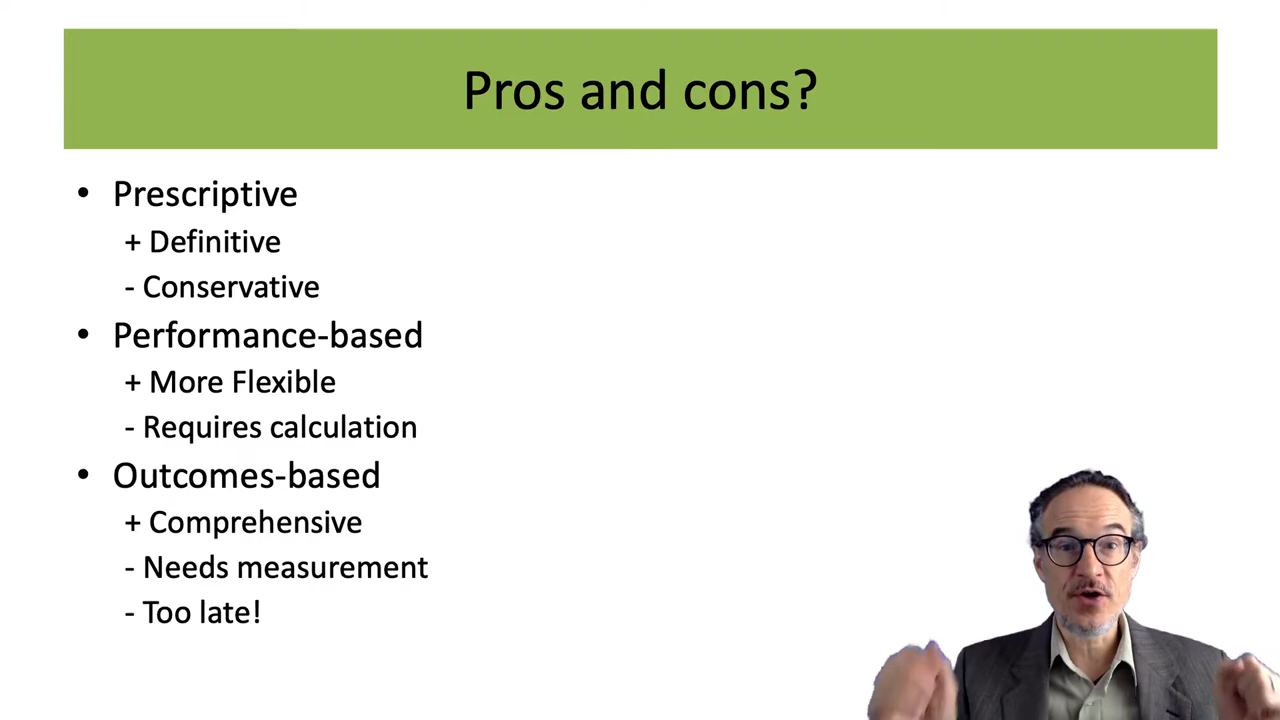 Pros and cons?
• Prescriptive
+ Definitive
- Conservative
• Performance-based
+ More Flexible
- Requires calculation
• Outcomes-based
+ Comprehensive
- Needs measurement
- Too late!